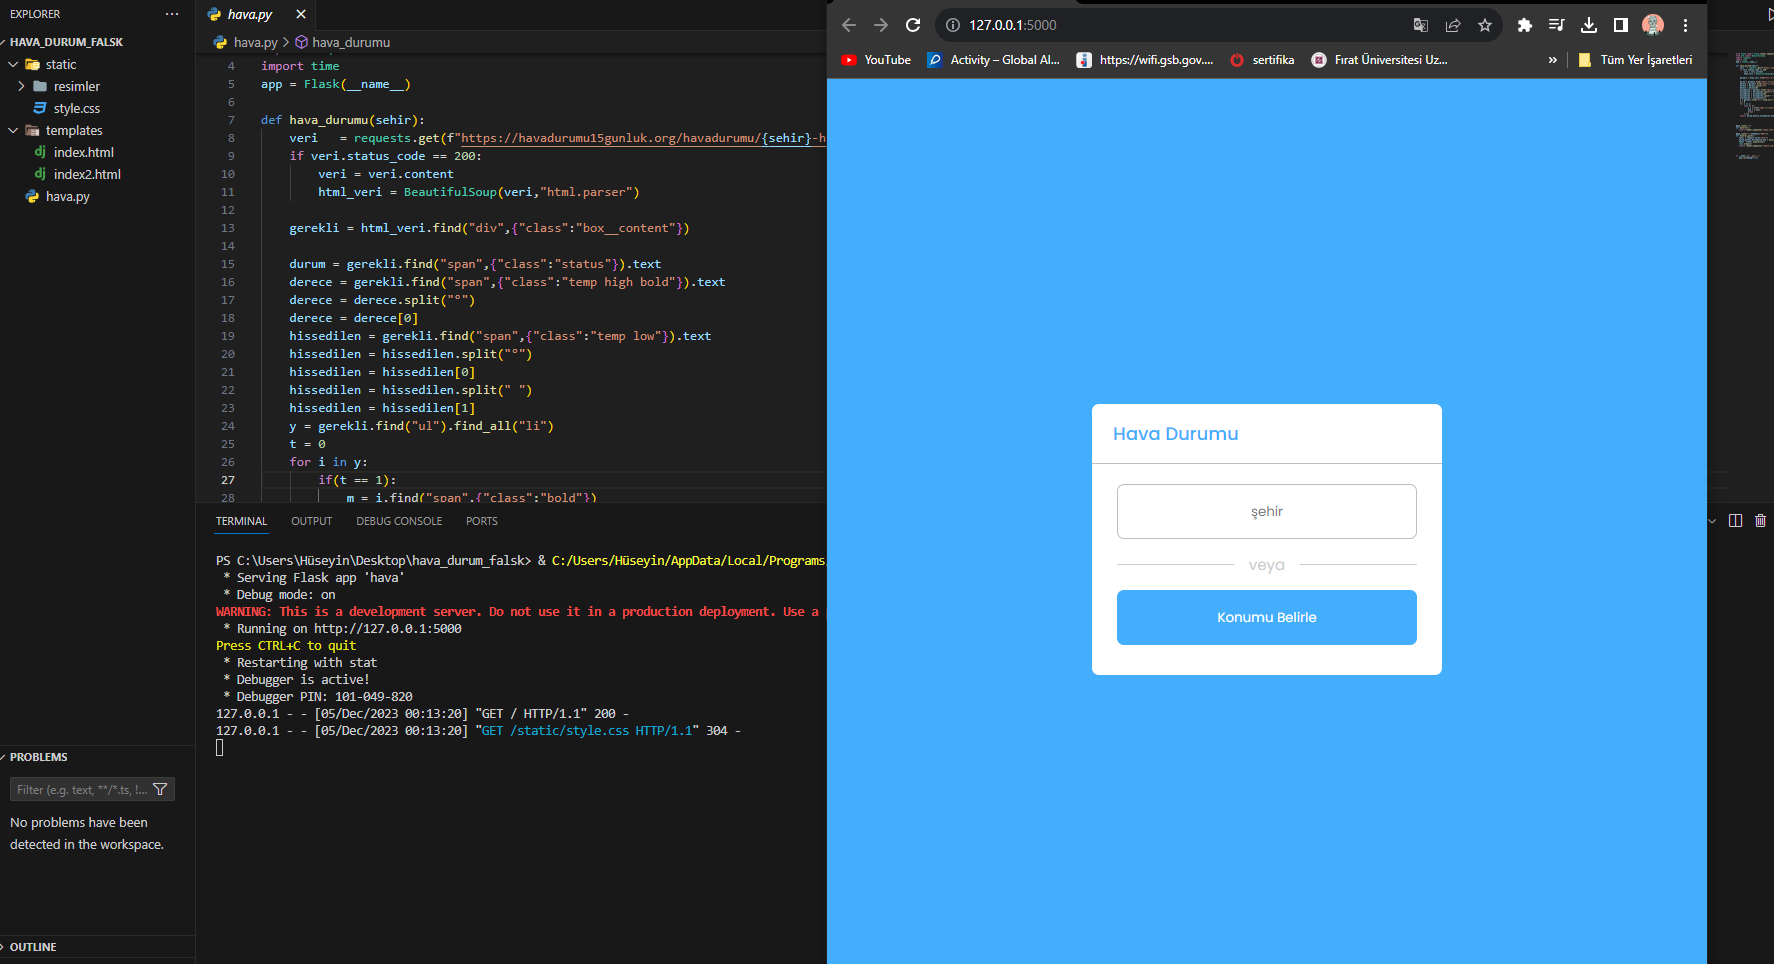 EXPLORER
HAVA_DURUM_FALSK
static
resimler
style.css
templates
index.html
index2.html
hava.py
PROBLEMS
Filter (e.g. text, **/*.ts, !...
No problems have been
detected in the workspace.
OUTLINE
hava.py
hava.py > hava_durumu
4 import time
5 app = Flask(__name__)
6
7 def hava_durumu(sehir):
8 veri   = requests.get(f"https://havadurumu15gunluk.org/havadurumu/{sehir}-h
9 if veri.status_code == 200:
10 veri = veri.content
11 html_veri = BeautifulSoup(veri,"html.parser")
12
13 gerekli = html_veri.find("div",{"class":"box__content"})
14
15 durum = gerekli.find("span",{"class":"status"}).text
16 derece = gerekli.find("span",{"class":"temp high bold"}).text
17 derece = derece.split("°")
18 derece = derece[0]
19 hissedilen = gerekli.find("span",{"class":"temp low"}).text
20 hissedilen = hissedilen.split("°")
21 hissedilen = hissedilen[0]
22 hissedilen = hissedilen.split(" ")
23 hissedilen = hissedilen[1]
24 y = gerekli.find("ul").find_all("li")
25 t = 0
26 for i in y:
27 if(t == 1):
28 m = i.find("span",{"class":"bold"})
TERMINAL OUTPUT DEBUG CONSOLE PORTS
PS C:\Users\Hüseyin\Desktop\hava_durum_falsk> & C:/Users/Hüseyin/AppData/Local/Programs
* Serving Flask app 'hava'
* Debug mode: on
WARNING: This is a development server. Do not use it in a production deployment. Use a
* Running on http://127.0.0.1:5000
Press CTRL+C to quit
* Restarting with stat
* Debugger is active!
* Debugger PIN: 101-049-820
127.0.0.1 - - [05/Dec/2023 00:13:20] "GET / HTTP/1.1" 200 -
127.0.0.1 - - [05/Dec/2023 00:13:20] "GET /static/style.css HTTP/1.1" 304 -
127.0.0.1:5000
YouTube Activity – Global Al... https://wifi.gsb.gov.... sertifika Fırat Üniversitesi Uz... » Tüm Yer İşaretleri
Hava Durumu
şehir
veya
Konumu Belirle